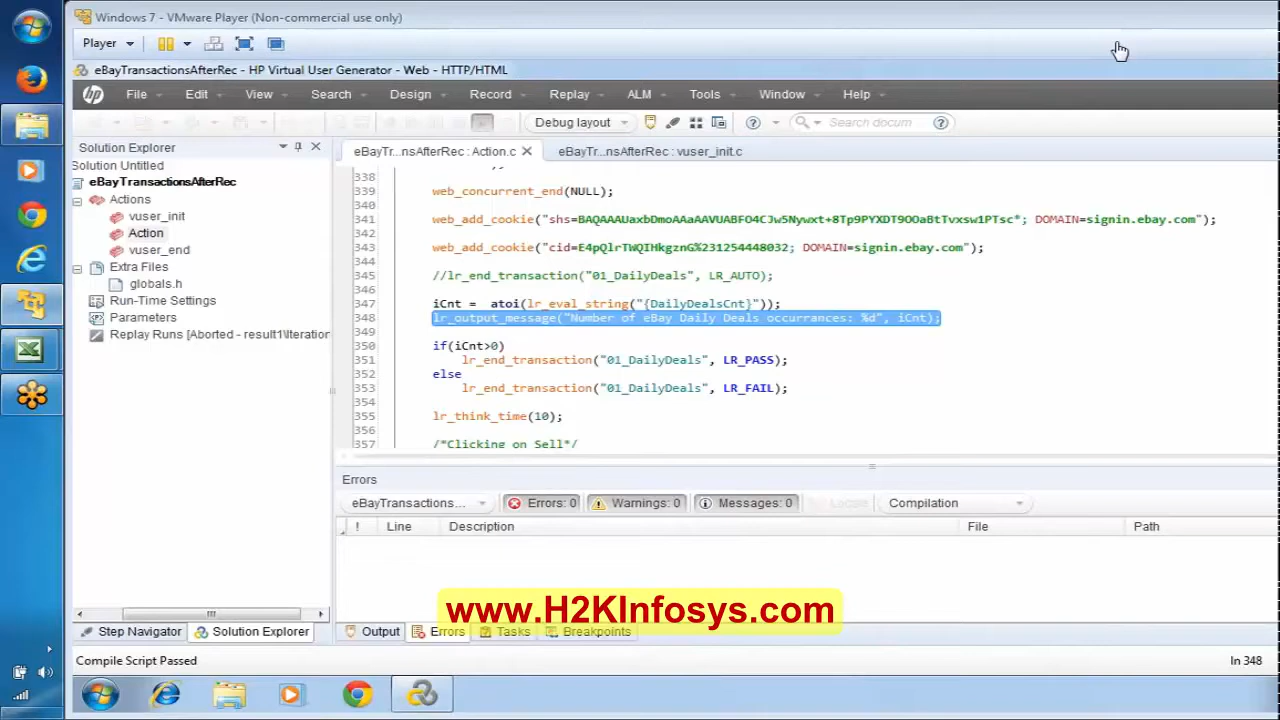 Windows 7 - VMware Player (Non-commercial use only)
Player
eBayTransactionsAfterRec - HP Virtual User Generator - Web - HTTP/HTML
hp File Edit View Search Design Record Replay ALM Tools Window Help
Debug layout Search docum
Solution Explorer
eBayTr...nsAfterRec : Action.c eBayTr...nsAfterRec : vuser_init.c
Solution Untitled
eBayTransactionsAfterRec
Actions
vuser_init
Action
vuser_end
Extra Files
globals.h
Run-Time Settings
Parameters
Replay Runs [Aborted - result1\Iteration
338
339 web_concurrent_end(NULL);
340
341 web_add_cookie("shs=BAQAAAUaxbDmoAAaAAVUABFO4CJw5Nywxt+8Tp9PYXDT9OOaBtTvxsw1PTsc*; DOMAIN=signin.ebay.com");
342
343 web_add_cookie("cid=E4pQlrTWQIHkgznG%231254448032; DOMAIN=signin.ebay.com");
344
345 //lr_end_transaction("01_DailyDeals", LR_AUTO);
346
347 iCnt = atoi(lr_eval_string("{DailyDealsCnt}"));
348 lr_output_message("Number of eBay Daily Deals occurrances: %d", iCnt);
349
350 if(iCnt>0)
351 lr_end_transaction("01_DailyDeals", LR_PASS);
352 else
353 lr_end_transaction("01_DailyDeals", LR_FAIL);
354
355 lr_think_time(10);
356
357 /*Clicking on Sell*/
Errors
eBayTransactions... Errors: 0 Warnings: 0 Messages: 0 Compilation
! Line Description File Path
www.H2KInfosys.com
Step Navigator Solution Explorer Output Errors Tasks Breakpoints
Compile Script Passed ln 348